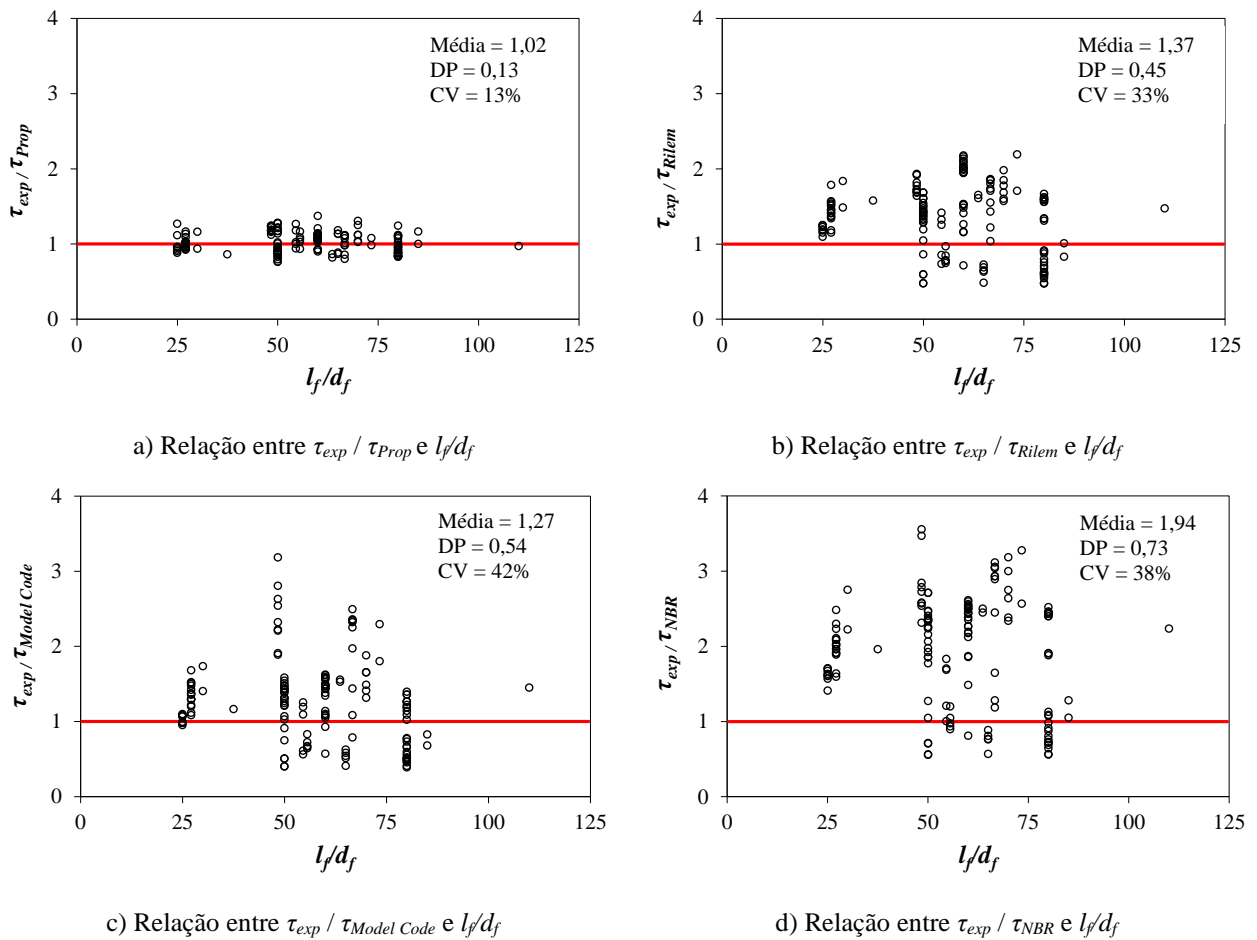 4
3
2
1
0
τexp / τProp
Média = 1,02
DP = 0,13
CV = 13%
0 25 50 75 100 125
lf/df
a) Relação entre τexp / τProp e lf/df
4
3
2
1
0
τexp / τRilem
Média = 1,37
DP = 0,45
CV = 33%
0 25 50 75 100 125
lf/df
b) Relação entre τexp / τRilem e lf/df
4
3
2
1
0
τexp / τModel Code
Média = 1,27
DP = 0,54
CV = 42%
0 25 50 75 100 125
lf/df
c) Relação entre τexp / τModel Code e lf/df
4
3
2
1
0
τexp / τNBR
Média = 1,94
DP = 0,73
CV = 38%
0 25 50 75 100 125
lf/df
d) Relação entre τexp / τNBR e lf/df